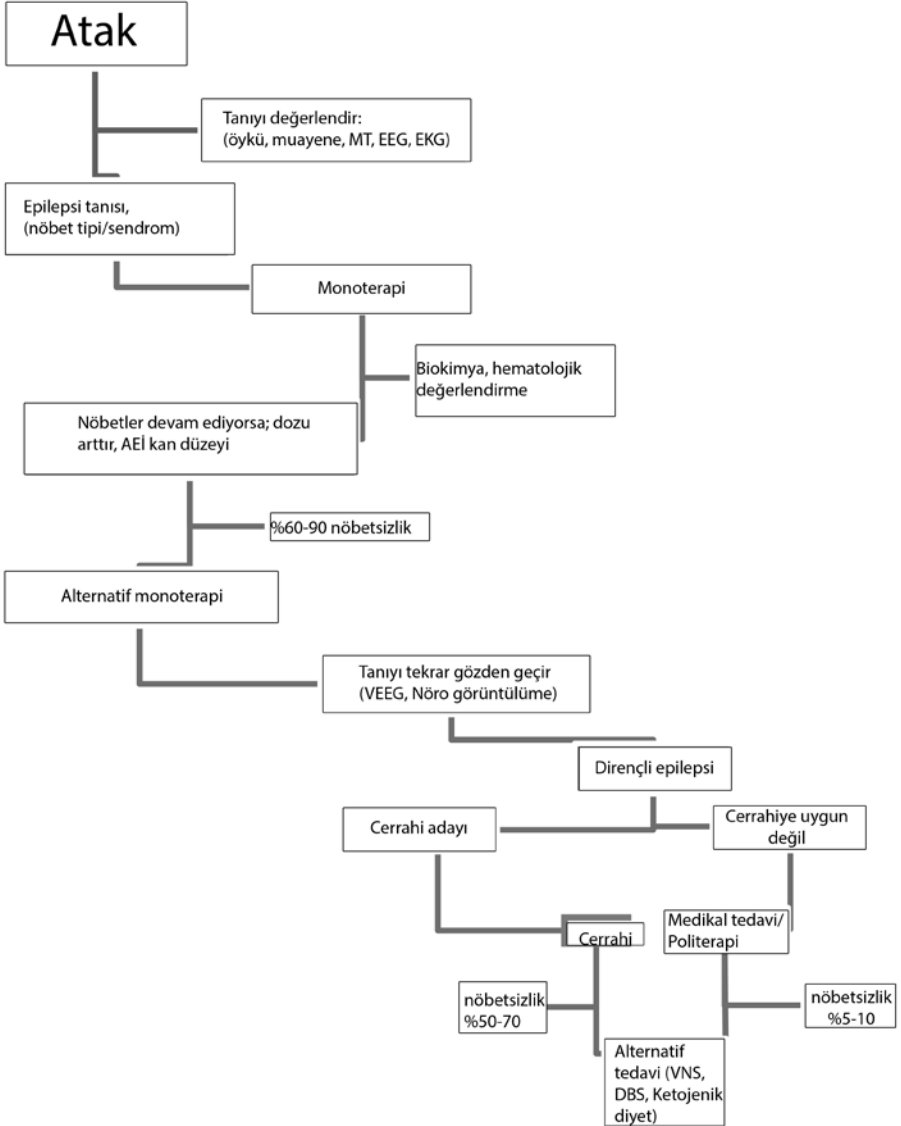 Atak
Tanıyı değerlendir:
(öykü, muayene, MT, EEG, EKG)
Epilepsi tanısı,
(nöbet tipi/sendrom)
Monoterapi
Biokimya, hematolojik
değerlendirme
Nöbetler devam ediyorsa; dozu
arttır, AEİ kan düzeyi
%60-90 nöbetsizlik
Alternatif monoterapi
Tanıyı tekrar gözden geçir
(VEEG, Nöro görüntülüme)
Dirençli epilepsi
Cerrahi adayı
Cerrahiye uygun
değil
Cerrahi
Medikal tedavi/
Politerapi
nöbetsizlik
%50-70
nöbetsizlik
%5-10
Alternatif
tedavi (VNS,
DBS, Ketojenik
diyet)